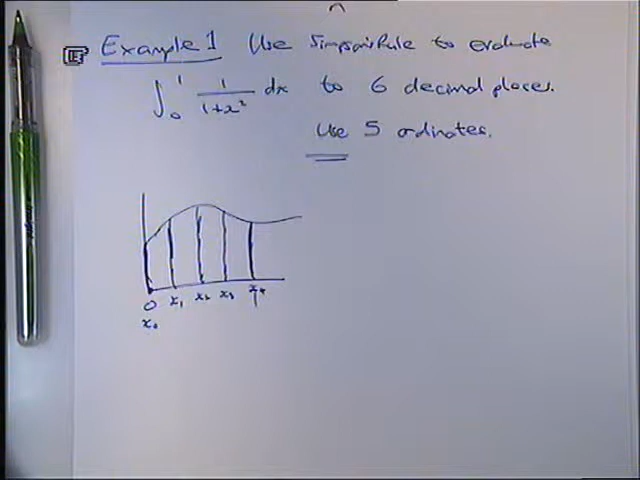 Example 1 Use Simpson's Rule to evaluate
∫₀¹ 1/(1+x²) dx to 6 decimal places.
Use 5 ordinates.
0 x₁ x₂ x₃ x₄
x₀ 1